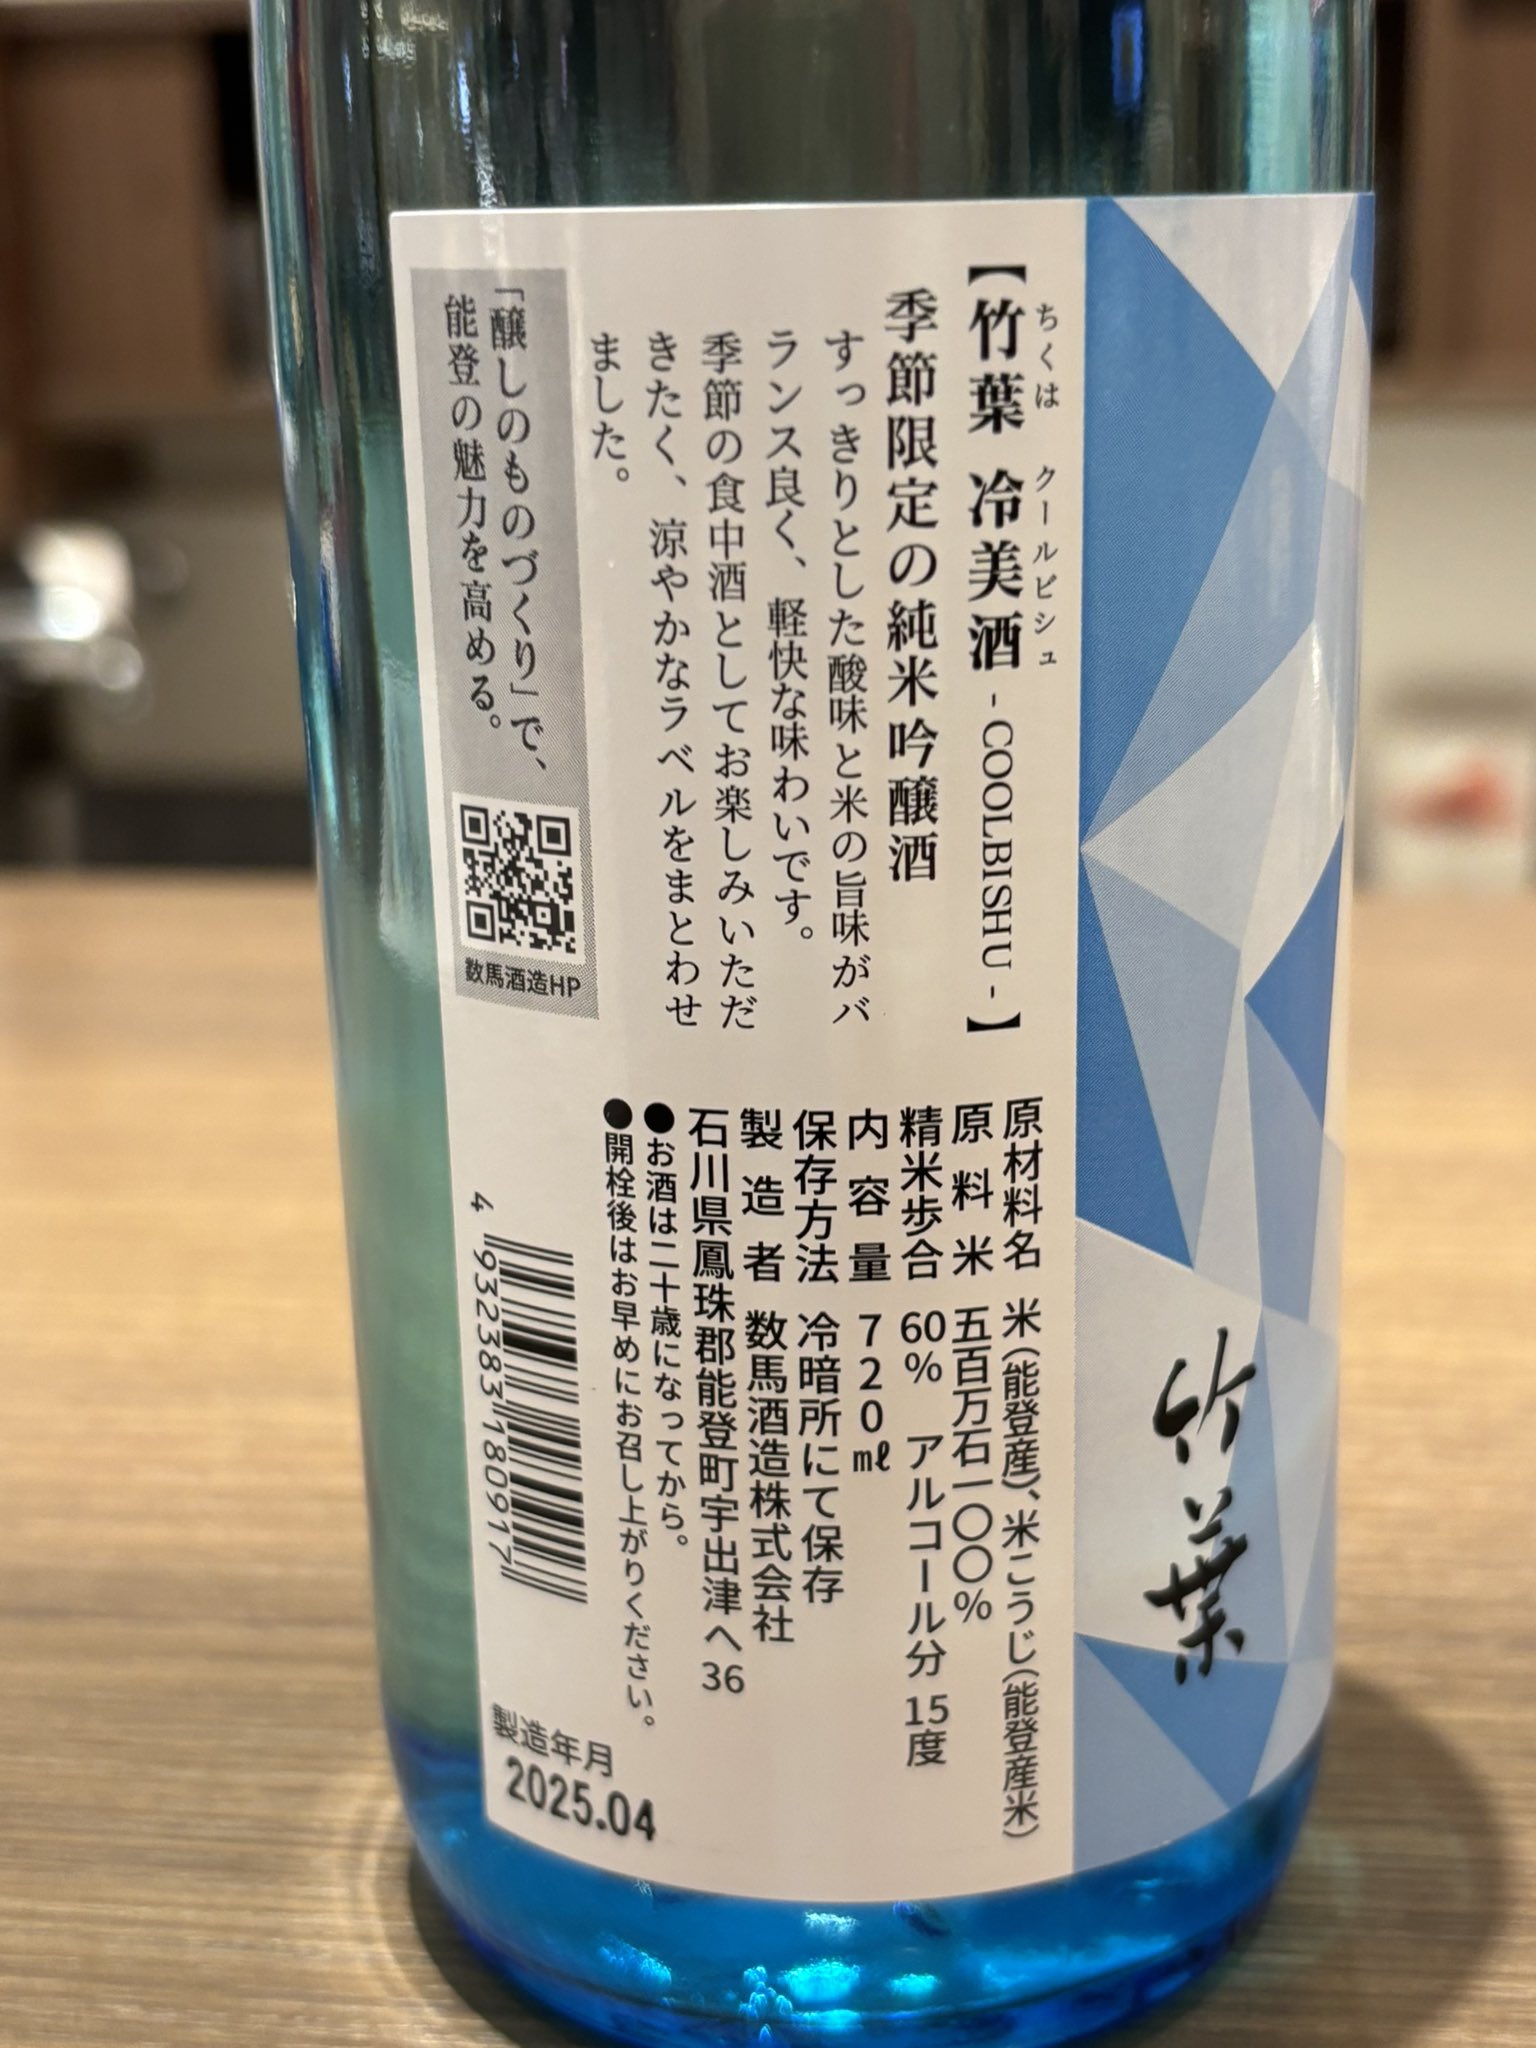 【竹葉 冷美酒 - COOLBISHU - 】
ちくは クールビシュ
季節限定の純米吟醸酒
すっきりとした酸味と米の旨味がバ
ランス良く、軽快な味わいです。
季節の食中酒としてお楽しみいただ
きたく、涼やかなラベルをまとわせ
ました。
「醸しのものづくり」で、
能登の魅力を高める。
数馬酒造HP
原材料名 米(能登産)、米こうじ(能登産米)
原料米 五百万石一〇〇%
精米歩合 60% アルコール分 15度
内容量 720㎖
保存方法 冷暗所にて保存
製造者 数馬酒造株式会社
石川県鳳珠郡能登町宇出津ヘ36
●お酒は二十歳になってから。
●開栓後はお早めにお召し上がりください。
4 932383 180917
製造年月
2025.04
竹葉